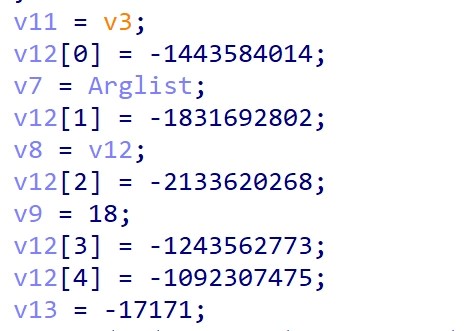 v11 = v3;
v12[0] = -1443584014;
v7 = Arglist;
v12[1] = -1831692802;
v8 = v12;
v12[2] = -2133620268;
v9 = 18;
v12[3] = -1243562773;
v12[4] = -1092307475;
v13 = -17171;